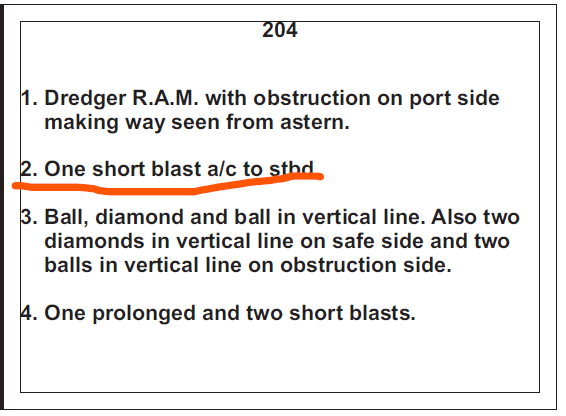 204
1. Dredger R.A.M. with obstruction on port side
making way seen from astern.
2. One short blast a/c to stbd
3. Ball, diamond and ball in vertical line. Also two
diamonds in vertical line on safe side and two
balls in vertical line on obstruction side.
4. One prolonged and two short blasts.